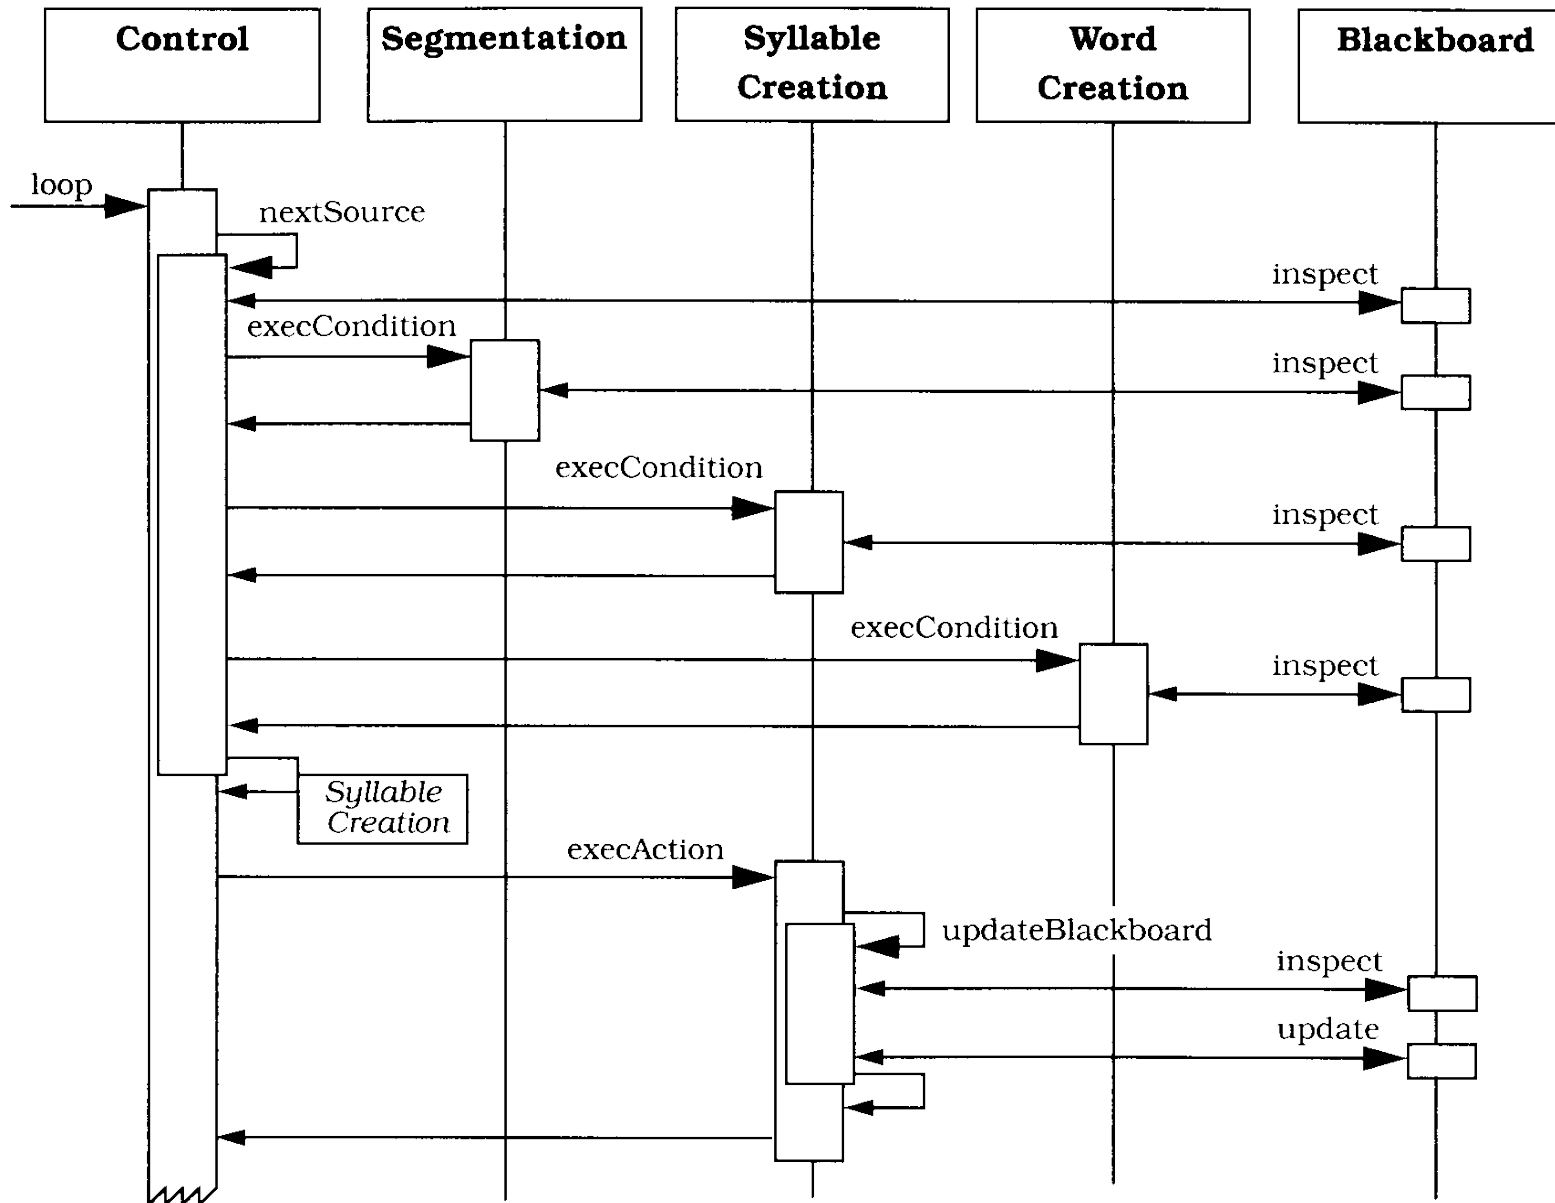 Control
Segmentation
Syllable
Creation
Word
Creation
Blackboard
loop
nextSource
inspect
execCondition
inspect
execCondition
inspect
execCondition
inspect
Syllable
Creation
execAction
updateBlackboard
inspect
update